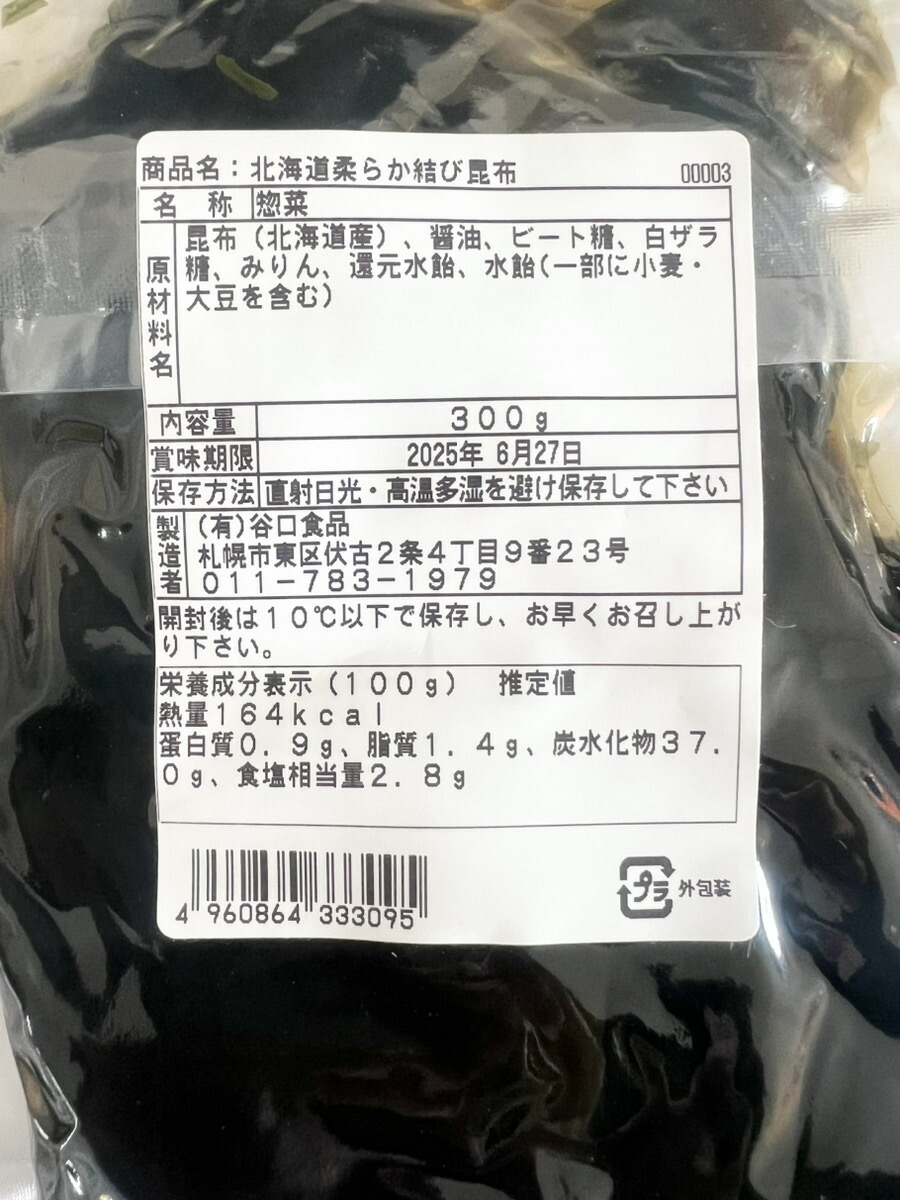 商品名：北海道柔らか結び昆布 00003
名 称 惣菜
原材料名
昆布（北海道産）、醤油、ビート糖、白ザラ
糖、みりん、還元水飴、水飴（一部に小麦・
大豆を含む）
内容量 300g
賞味期限 2025年 6月27日
保存方法 直射日光・高温多湿を避け保存して下さい
製造者
(有)谷口食品
札幌市東区伏古2条4丁目9番23号
011-783-1979
開封後は10℃以下で保存し、お早くお召し上が
り下さい。
栄養成分表示（100g） 推定値
熱量164kcal
蛋白質0．9g、脂質1．4g、炭水化物37．
0g、食塩相当量2．8g
4 960864 333095
プラ 外包装